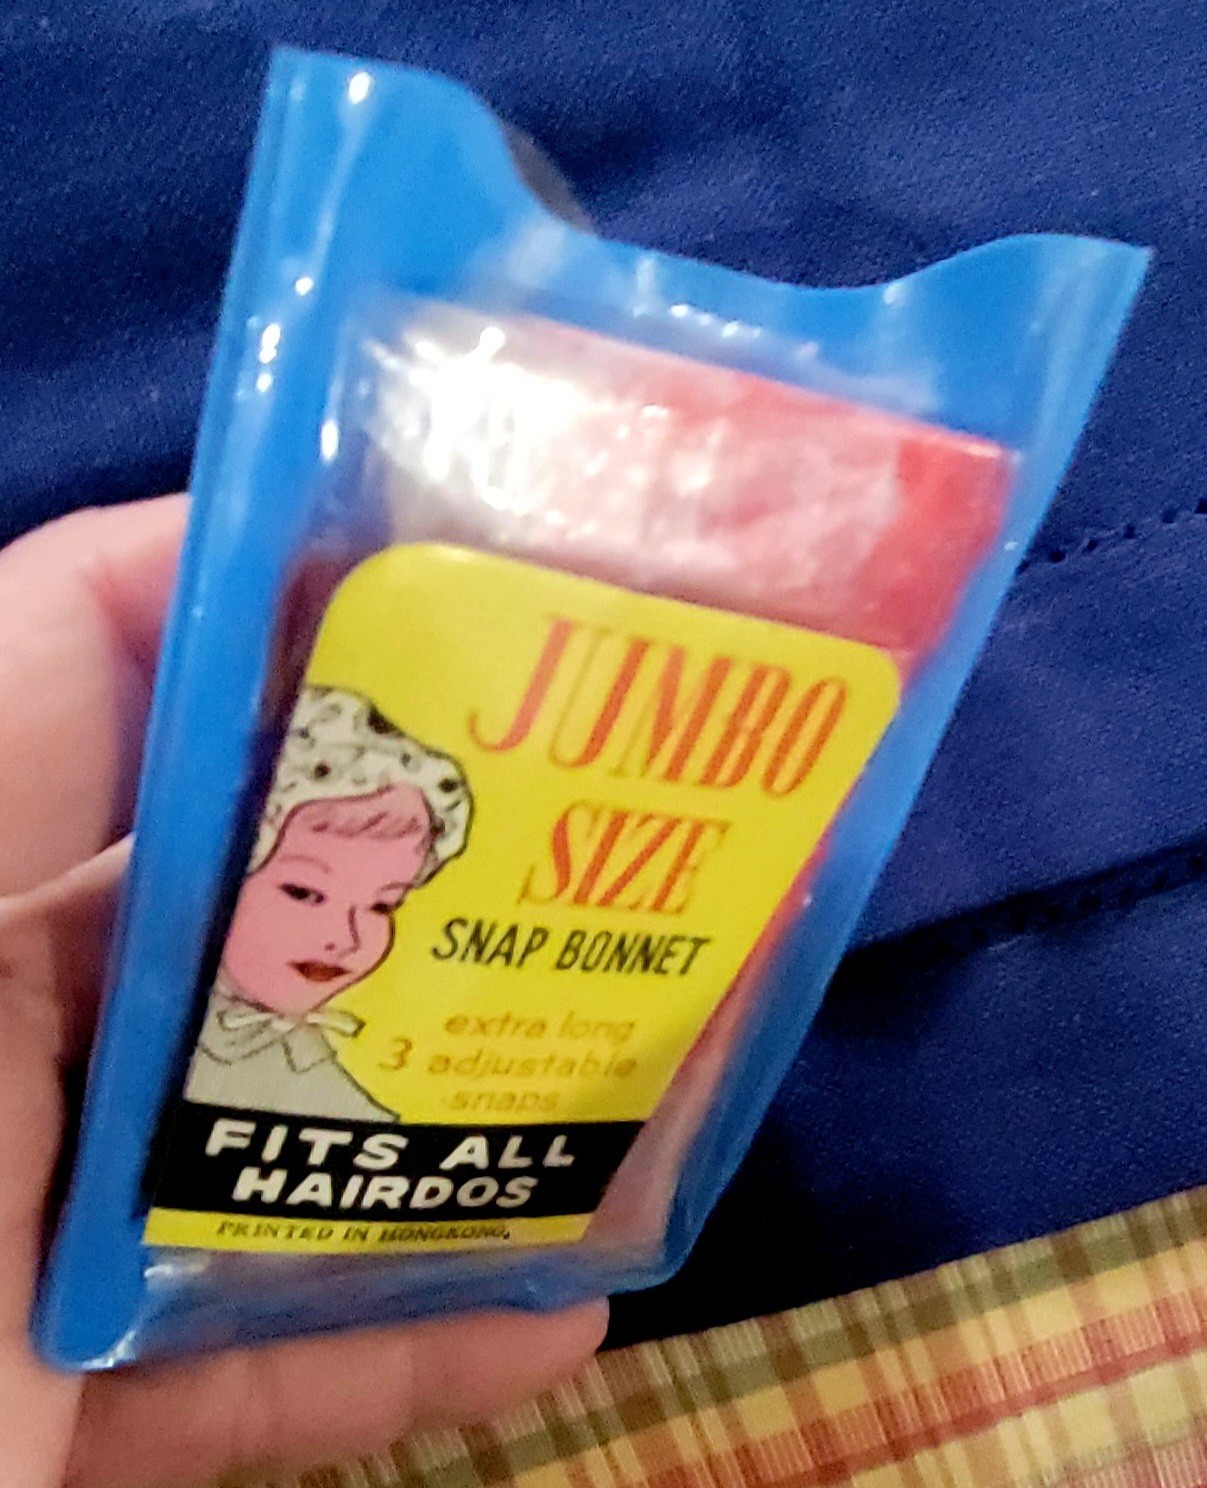 JUMBO
SIZE
SNAP BONNET
extra long
3 adjustable
snaps
FITS ALL
HAIRDOS
PRINTED IN HONGKONG.